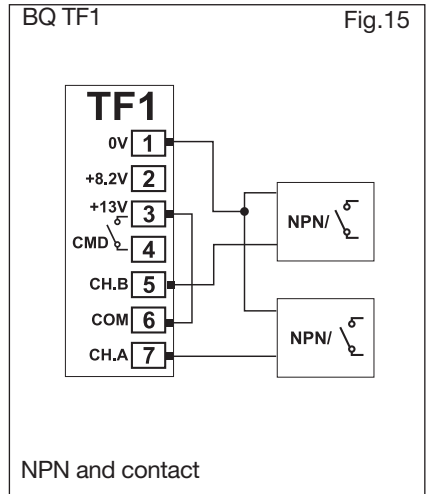 BQ TF1 Fig.15
TF1
0V 1
+8.2V 2
+13V 3
CMD 4
CH.B 5
COM 6
CH.A 7
NPN/
NPN/
NPN and contact